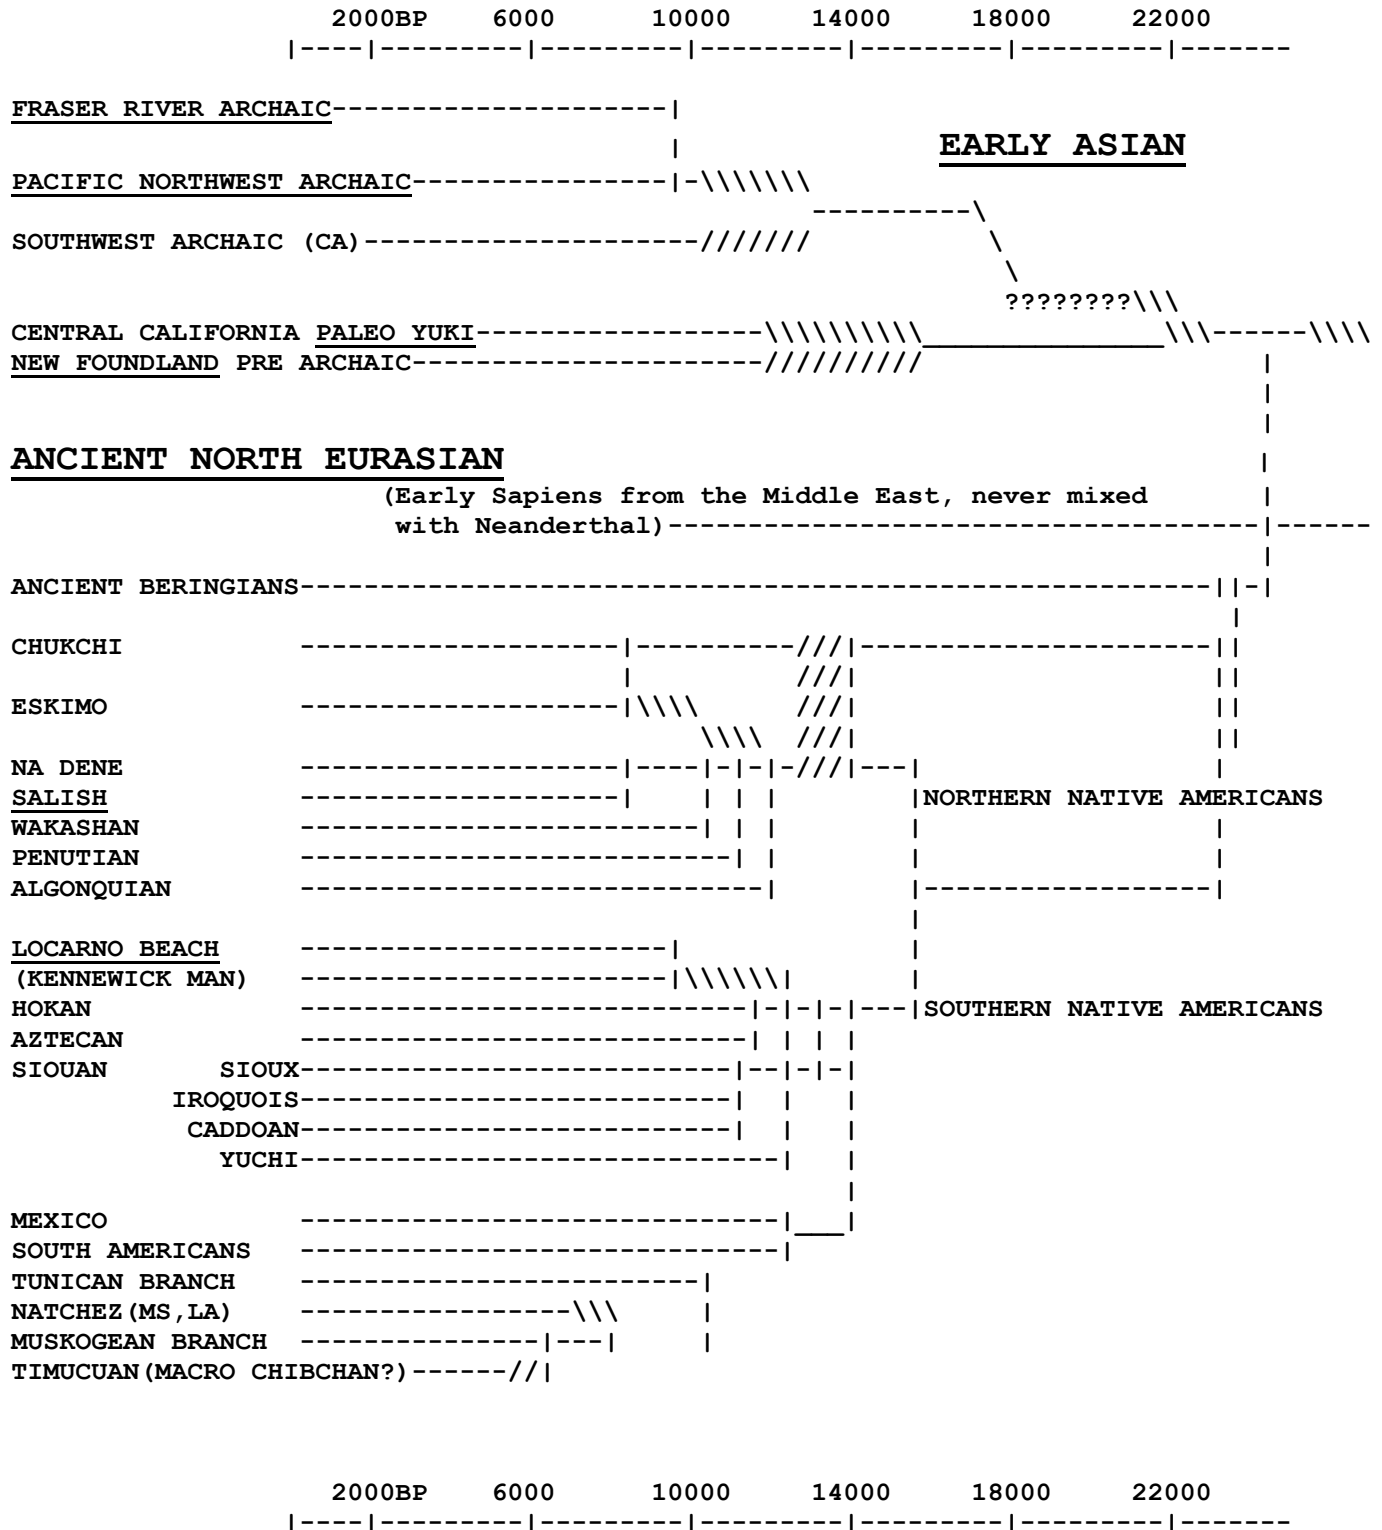 2000BP 6000 10000 14000 18000 22000
|----|---------|---------|---------|---------|---------|-------
FRASER RIVER ARCHAIC---------------------|
|
EARLY ASIAN
PACIFIC NORTHWEST ARCHAIC----------------|-\\\\\\\
----------\
SOUTHWEST ARCHAIC (CA)---------------------/////// \
\
????????\\\
CENTRAL CALIFORNIA PALEO YUKI------------------\\\\\\\\\\_______________\\\------\\\\
NEW FOUNDLAND PRE ARCHAIC----------------------////////// |
|
|
ANCIENT NORTH EURASIAN |
(Early Sapiens from the Middle East, never mixed |
with Neanderthal)-------------------------------------|------
|
ANCIENT BERINGIANS---------------------------------------------------------||-|
|
CHUKCHI --------------------|----------///|----------------------||
| ///| ||
ESKIMO --------------------|\\\\ ///| ||
\\\\ ///| ||
NA DENE --------------------|----|-|-|-///|---| |
SALISH --------------------| | | | |NORTHERN NATIVE AMERICANS
WAKASHAN -------------------------| | | | |
PENUTIAN ---------------------------| | | |
ALGONQUIAN -----------------------------| |------------------|
|
LOCARNO BEACH -----------------------| |
(KENNEWICK MAN) -----------------------|\\\\\\| |
HOKAN ----------------------------|-|-|-|---|SOUTHERN NATIVE AMERICANS
AZTECAN ----------------------------| | | |
SIOUAN SIOUX---------------------------|--|-|-|
IROQUOIS---------------------------| | |
CADDOAN---------------------------| | |
YUCHI------------------------------| |
|
MEXICO ------------------------------|___|
SOUTH AMERICANS ------------------------------|
TUNICAN BRANCH -------------------------|
NATCHEZ(MS,LA) -----------------\\\ |
MUSKOGEAN BRANCH ---------------|---| |
TIMUCUAN(MACRO CHIBCHAN?)------//|
2000BP 6000 10000 14000 18000 22000
|----|---------|---------|---------|---------|---------|-------